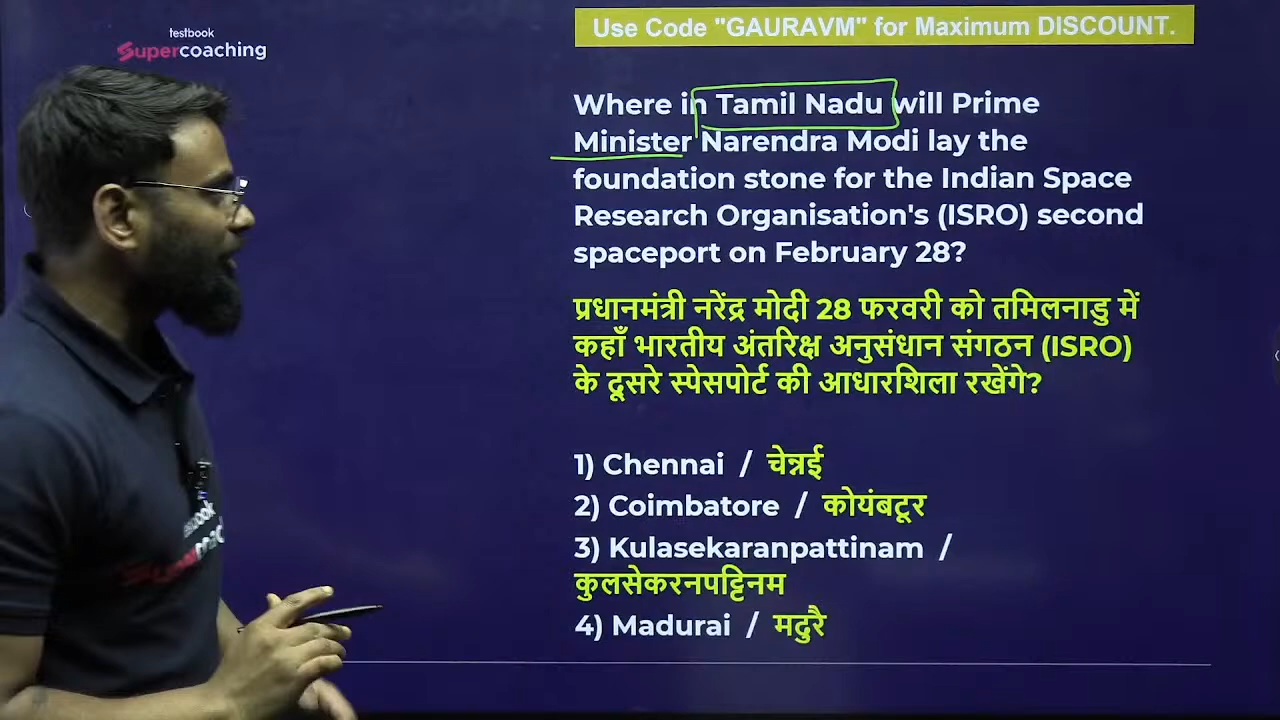 testbook
Supercoaching
Use Code "GAURAVM" for Maximum DISCOUNT.
Where in Tamil Nadu will Prime
Minister Narendra Modi lay the
foundation stone for the Indian Space
Research Organisation's (ISRO) second
spaceport on February 28?
प्रधानमंत्री नरेंद्र मोदी 28 फरवरी को तमिलनाडु में
कहाँ भारतीय अंतरिक्ष अनुसंधान संगठन (ISRO)
के दूसरे स्पेसपोर्ट की आधारशिला रखेंगे?
1) Chennai / चेन्नई
2) Coimbatore / कोयंबटूर
3) Kulasekaranpattinam /
कुलसेकरनपट्टिनम
4) Madurai / मदुरै